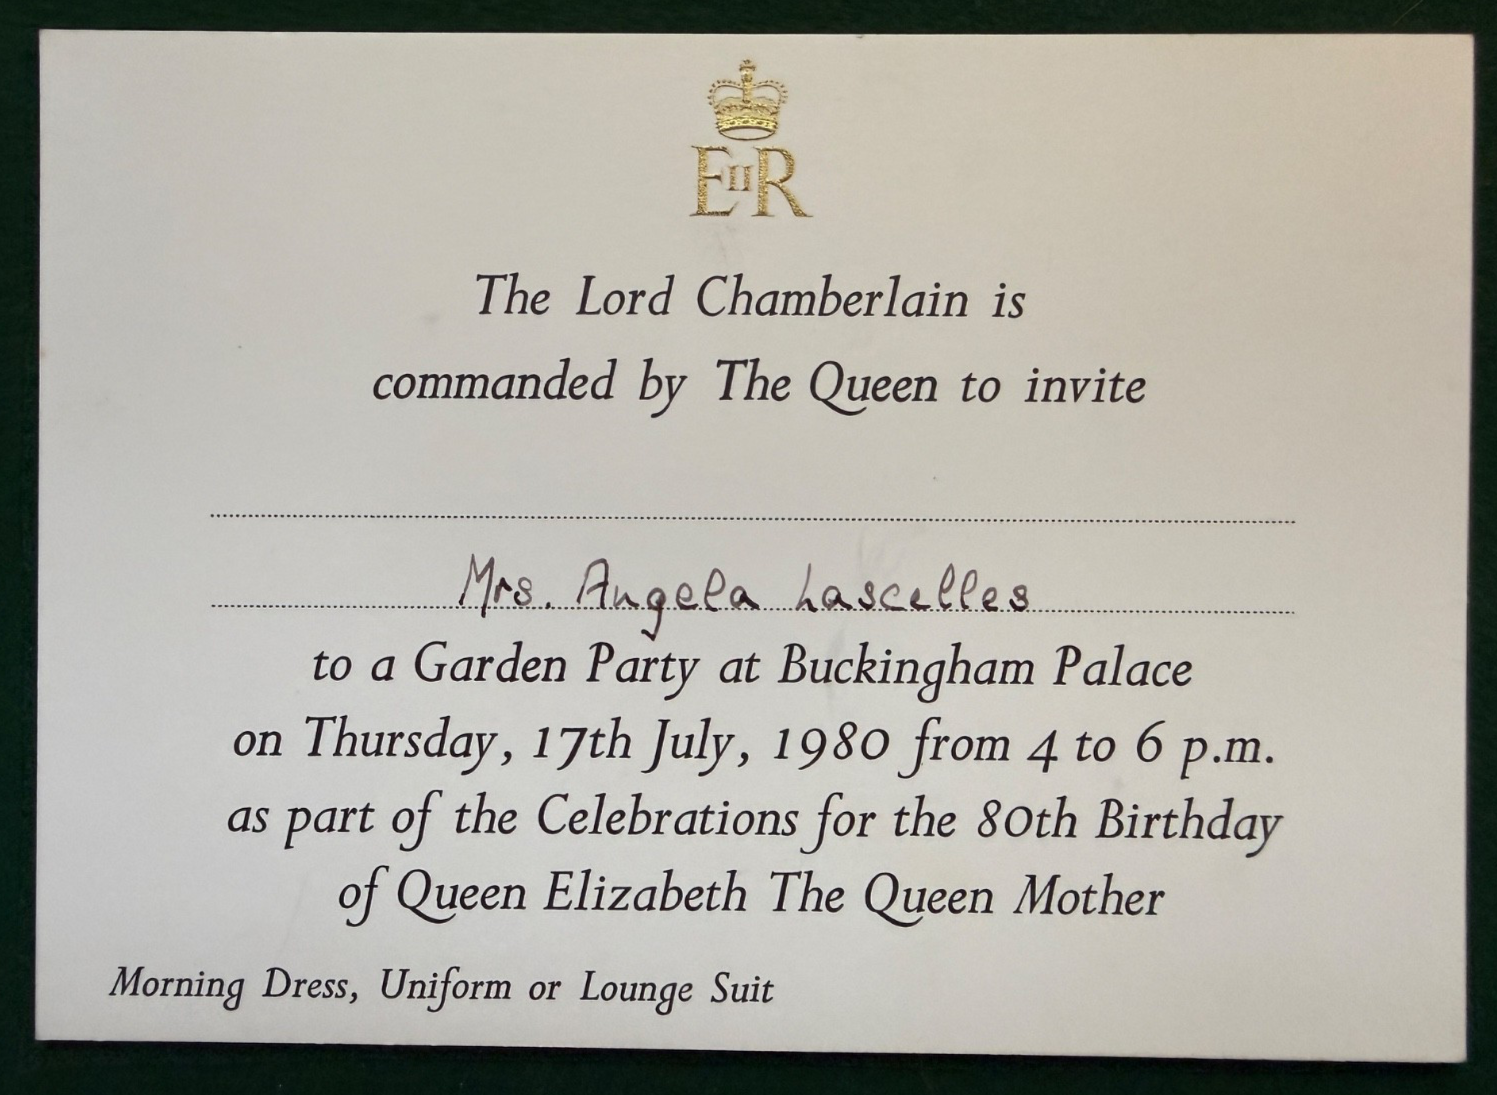 EIIR
The Lord Chamberlain is
commanded by The Queen to invite
Mrs. Angela Lascelles
to a Garden Party at Buckingham Palace
on Thursday, 17th July, 1980 from 4 to 6 p.m.
as part of the Celebrations for the 80th Birthday
of Queen Elizabeth The Queen Mother
Morning Dress, Uniform or Lounge Suit